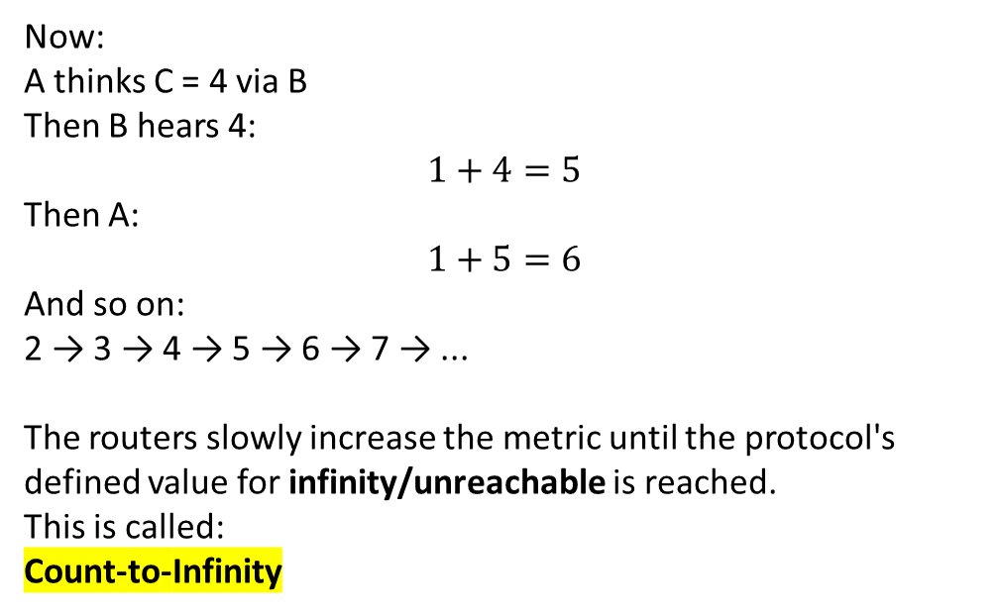 Now:
A thinks C = 4 via B
Then B hears 4:
1 + 4 = 5
Then A:
1 + 5 = 6
And so on:
2 → 3 → 4 → 5 → 6 → 7 → ...
The routers slowly increase the metric until the protocol's
defined value for infinity/unreachable is reached.
This is called:
Count-to-Infinity